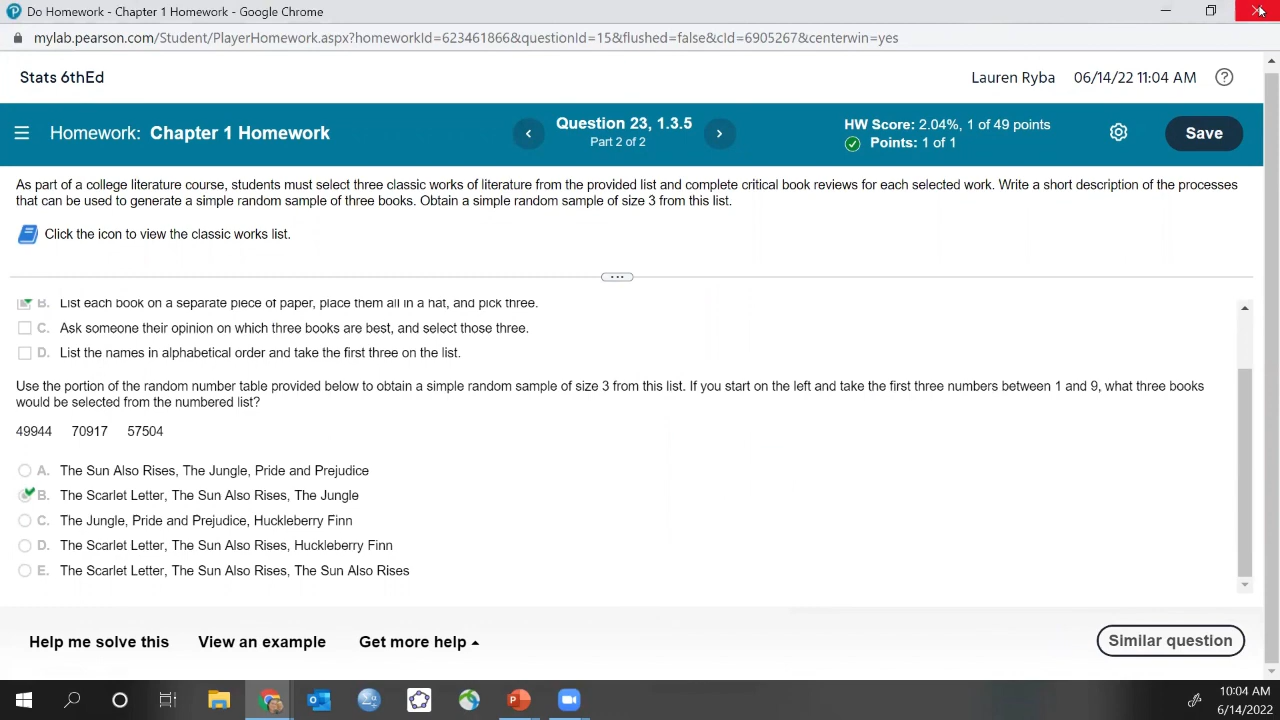 Do Homework - Chapter 1 Homework - Google Chrome
mylab.pearson.com/Student/PlayerHomework.aspx?homeworkId=623461866&questionId=15&flushed=false&cId=6905267&centerwin=yes
Stats 6thEd
Lauren Ryba 06/14/22 11:04 AM
Homework: Chapter 1 Homework
Question 23, 1.3.5
Part 2 of 2
HW Score: 2.04%, 1 of 49 points
Points: 1 of 1
Save
As part of a college literature course, students must select three classic works of literature from the provided list and complete critical book reviews for each selected work. Write a short description of the processes
that can be used to generate a simple random sample of three books. Obtain a simple random sample of size 3 from this list.
Click the icon to view the classic works list.
B. List each book on a separate piece of paper, place them all in a hat, and pick three.
C. Ask someone their opinion on which three books are best, and select those three.
D. List the names in alphabetical order and take the first three on the list.
Use the portion of the random number table provided below to obtain a simple random sample of size 3 from this list. If you start on the left and take the first three numbers between 1 and 9, what three books
would be selected from the numbered list?
49944 70917 57504
A. The Sun Also Rises, The Jungle, Pride and Prejudice
B. The Scarlet Letter, The Sun Also Rises, The Jungle
C. The Jungle, Pride and Prejudice, Huckleberry Finn
D. The Scarlet Letter, The Sun Also Rises, Huckleberry Finn
E. The Scarlet Letter, The Sun Also Rises, The Sun Also Rises
Help me solve this View an example Get more help
Similar question
10:04 AM
6/14/2022